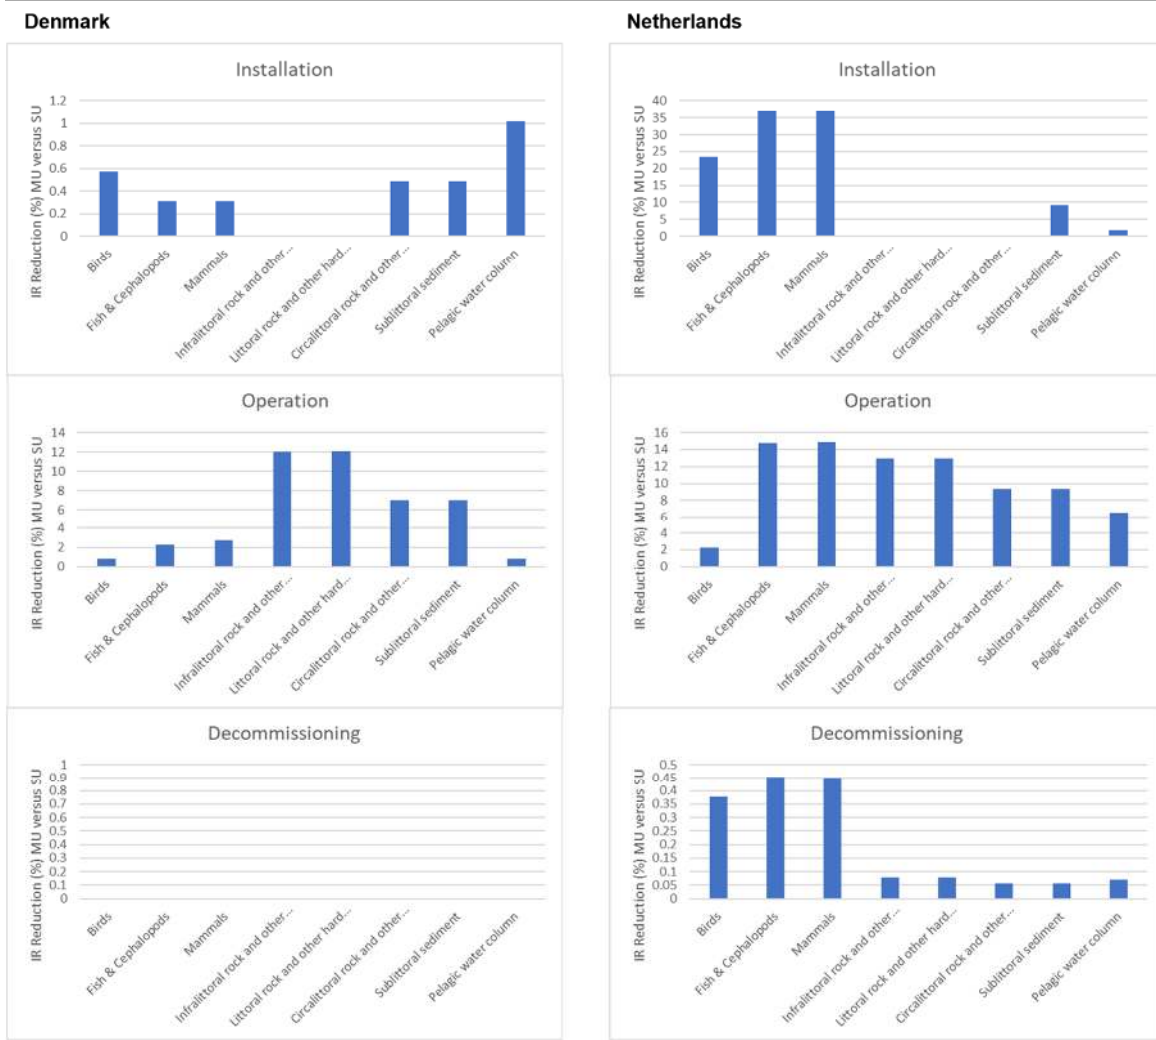 Denmark
Netherlands
Installation
IR Reduction (%) MU versus SU
1.2
1
0.8
0.6
0.4
0.2
0
Birds
Fish & Cephalopods
Mammals
Infralittoral rock and other...
Littoral rock and other hard...
Circalittoral rock and other...
Sublittoral sediment
Pelagic water column
Installation
IR Reduction (%) MU versus SU
40
35
30
25
20
15
10
5
0
Birds
Fish & Cephalopods
Mammals
Infralittoral rock and other...
Littoral rock and other hard...
Circalittoral rock and other...
Sublittoral sediment
Pelagic water column
Operation
IR Reduction (%) MU versus SU
14
12
10
8
6
4
2
0
Birds
Fish & Cephalopods
Mammals
Infralittoral rock and other...
Littoral rock and other hard...
Circalittoral rock and other...
Sublittoral sediment
Pelagic water column
Operation
IR Reduction (%) MU versus SU
16
14
12
10
8
6
4
2
0
Birds
Fish & Cephalopods
Mammals
Infralittoral rock and other...
Littoral rock and other hard...
Circalittoral rock and other...
Sublittoral sediment
Pelagic water column
Decommissioning
IR Reduction (%) MU versus SU
1
0.9
0.8
0.7
0.6
0.5
0.4
0.3
0.2
0.1
0
Birds
Fish & Cephalopods
Mammals
Infralittoral rock and other...
Littoral rock and other hard...
Circalittoral rock and other...
Sublittoral sediment
Pelagic water column
Decommissioning
IR Reduction (%) MU versus SU
0.5
0.45
0.4
0.35
0.3
0.25
0.2
0.15
0.1
0.05
0
Birds
Fish & Cephalopods
Mammals
Infralittoral rock and other...
Littoral rock and other hard...
Circalittoral rock and other...
Sublittoral sediment
Pelagic water column